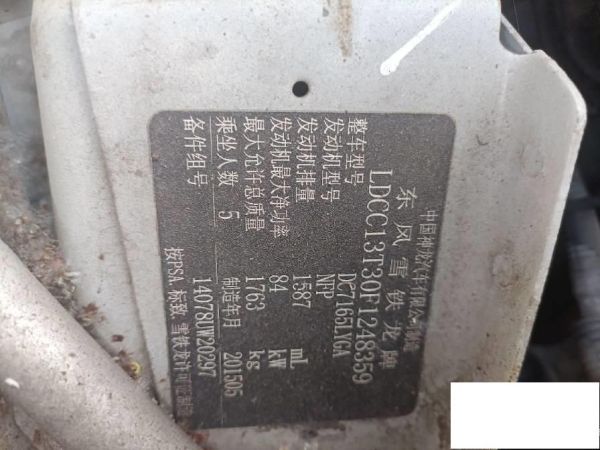 中国神龙汽车有限公司制造
东风雪铁龙牌
LDCC13T30F1248359
整车型号 DC7165LYCA
发动机型号 NFP
发动机排量 1587 mL
发动机最大净功率 84 kW
最大允许总质量 1763 kg
乘坐人数 5 制造年月 201505
备件组号 14078UW20297
按PSA 标致 雪铁龙许可证制造